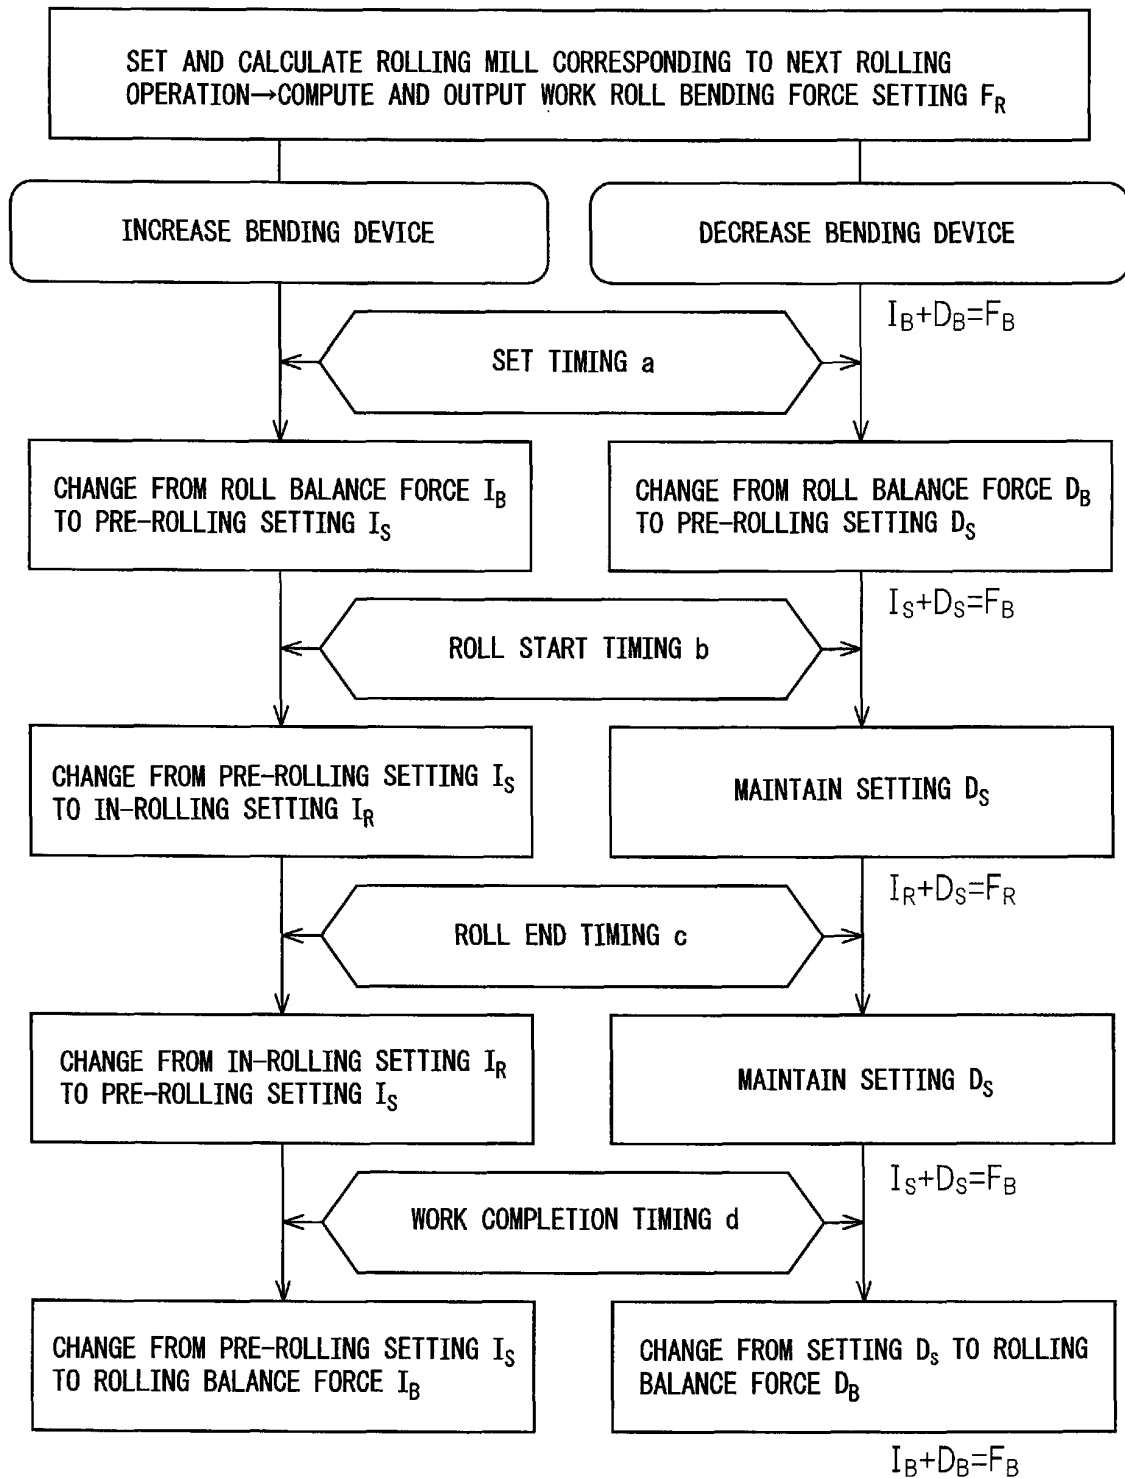 SET AND CALCULATE ROLLING MILL CORRESPONDING TO NEXT ROLLING
OPERATION→COMPUTE AND OUTPUT WORK ROLL BENDING FORCE SETTING FR
INCREASE BENDING DEVICE
DECREASE BENDING DEVICE
IB+DB=FB
SET TIMING a
CHANGE FROM ROLL BALANCE FORCE IB
TO PRE-ROLLING SETTING IS
CHANGE FROM ROLL BALANCE FORCE DB
TO PRE-ROLLING SETTING DS
IS+DS=FB
ROLL START TIMING b
CHANGE FROM PRE-ROLLING SETTING IS
TO IN-ROLLING SETTING IR
MAINTAIN SETTING DS
IR+DS=FR
ROLL END TIMING c
CHANGE FROM IN-ROLLING SETTING IR
TO PRE-ROLLING SETTING IS
MAINTAIN SETTING DS
IS+DS=FB
WORK COMPLETION TIMING d
CHANGE FROM PRE-ROLLING SETTING IS
TO ROLLING BALANCE FORCE IB
CHANGE FROM SETTING DS TO ROLLING
BALANCE FORCE DB
IB+DB=FB